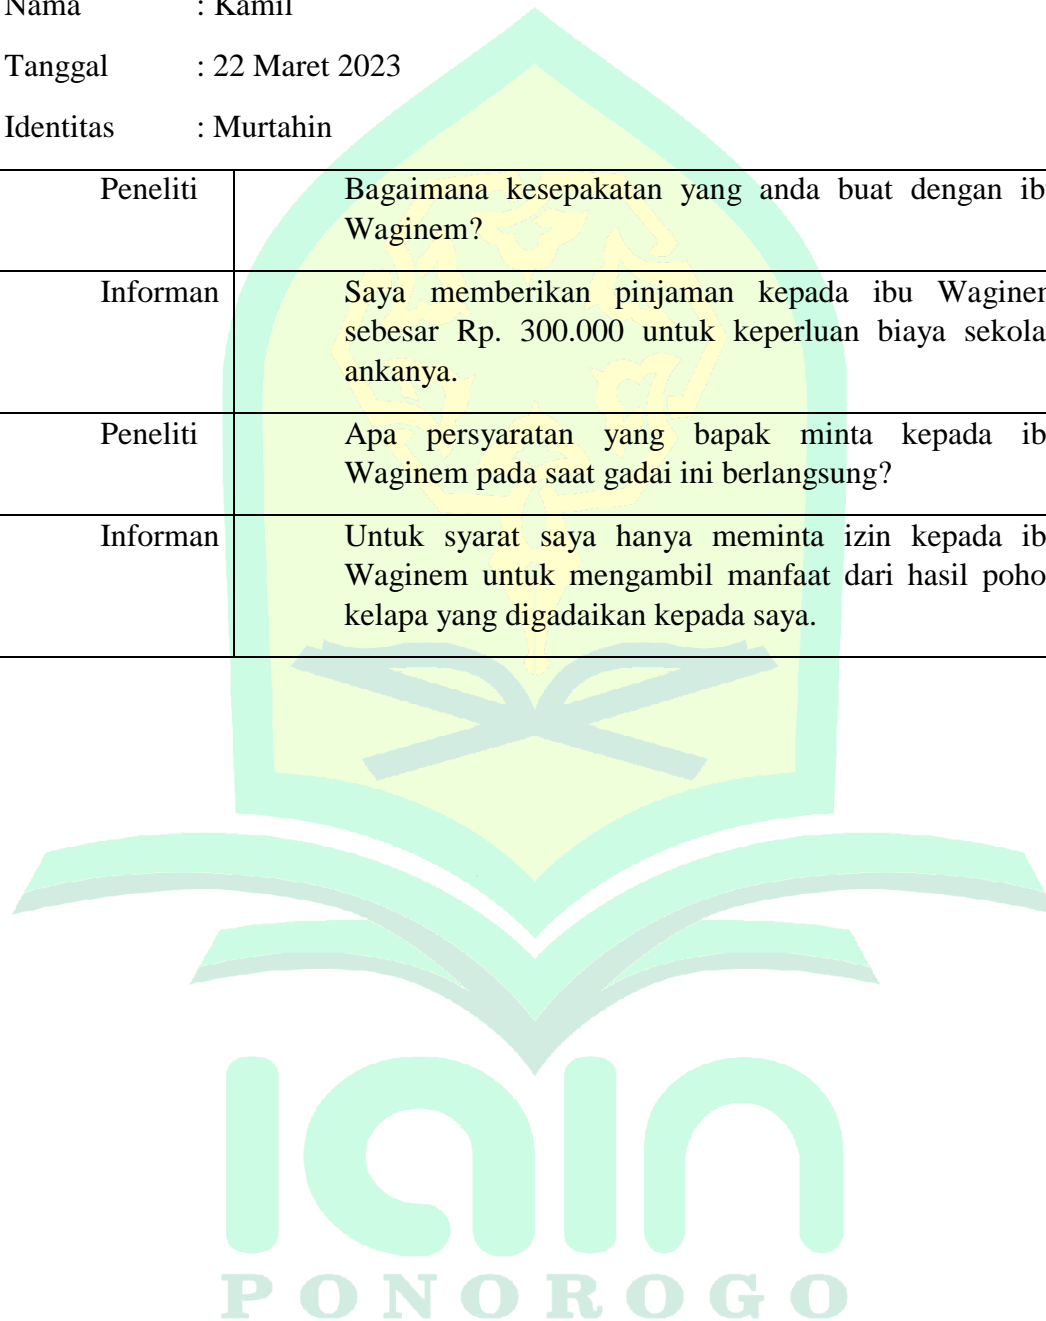 Nama : Kamil
Tanggal : 22 Maret 2023
Identitas : Murtahin
Peneliti Bagaimana kesepakatan yang anda buat dengan ib
Waginem?
Informan Saya memberikan pinjaman kepada ibu Waginem
sebesar Rp. 300.000 untuk keperluan biaya sekola
ankanya.
Peneliti Apa persyaratan yang bapak minta kepada ib
Waginem pada saat gadai ini berlangsung?
Informan Untuk syarat saya hanya meminta izin kepada ib
Waginem untuk mengambil manfaat dari hasil poho
kelapa yang digadaikan kepada saya.
iain
PONOROGO